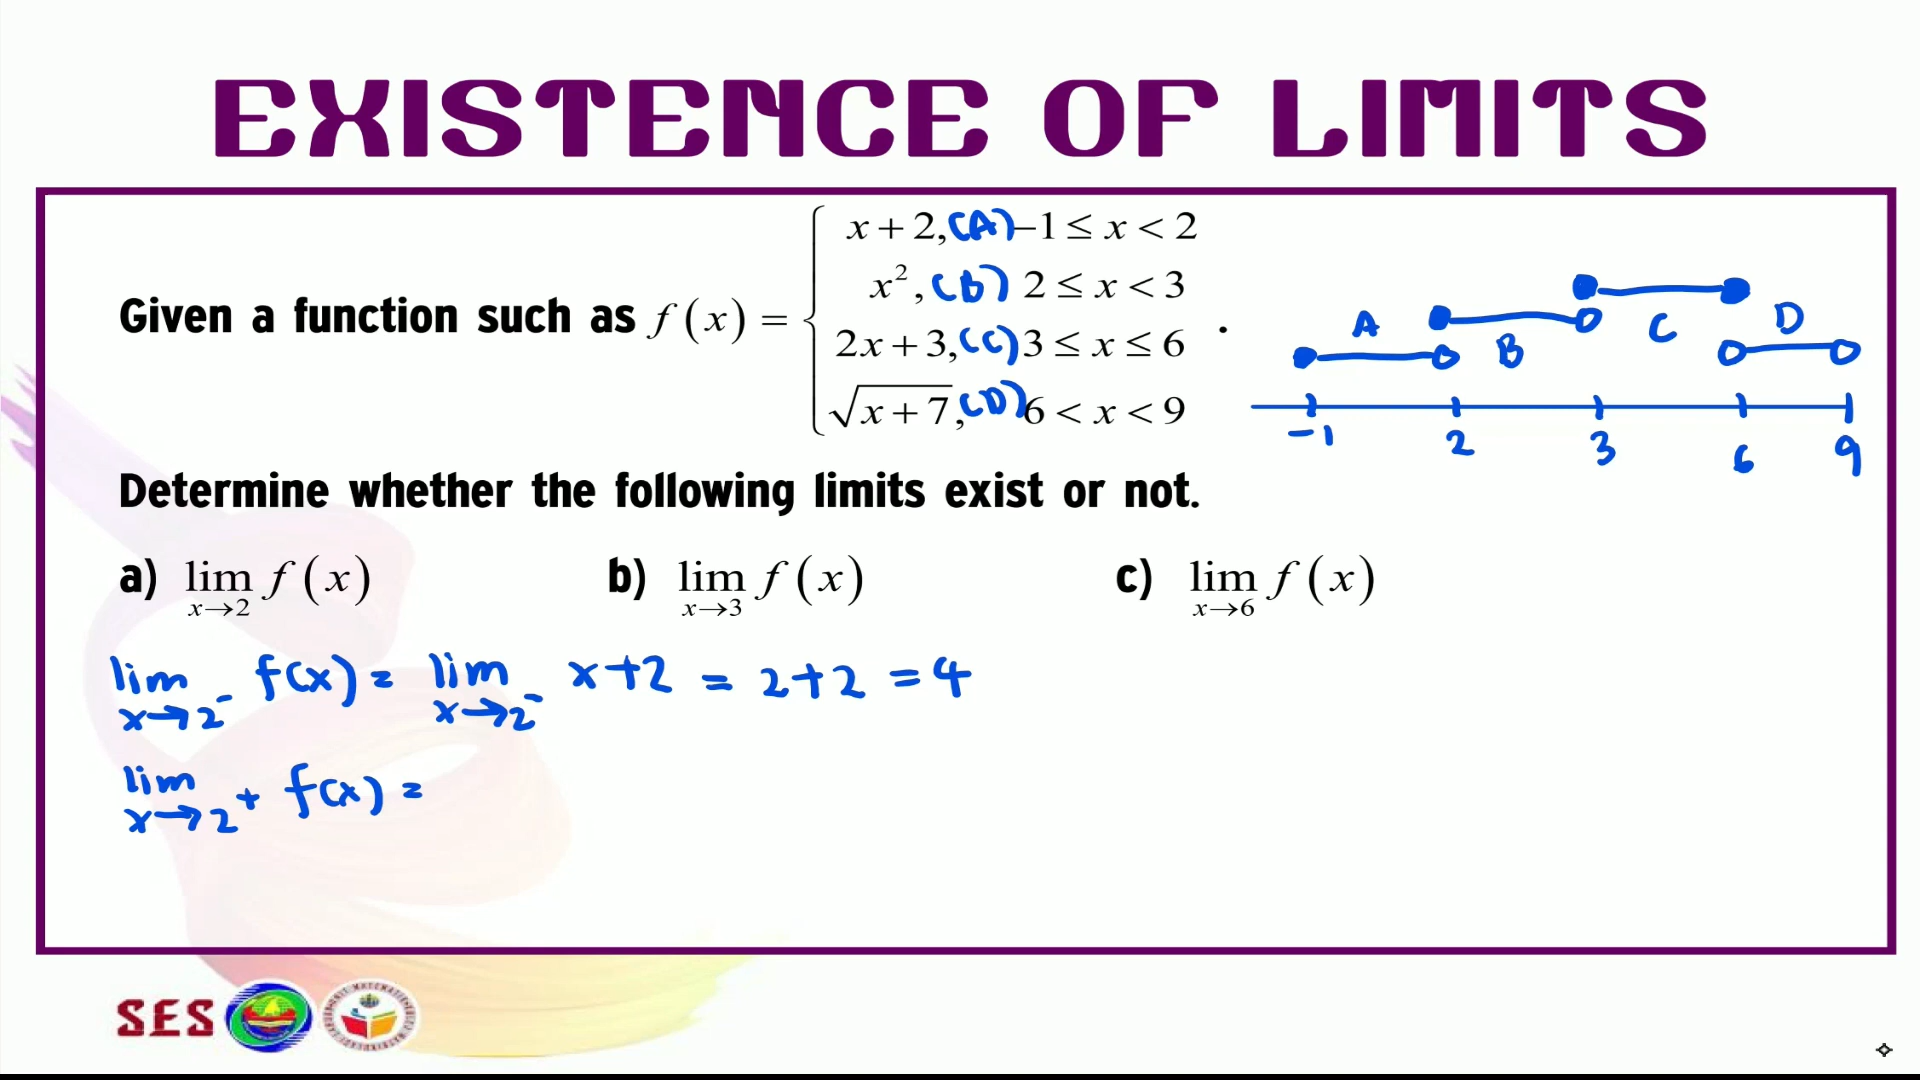 EXISTENCE OF LIMITS
Given a function such as f(x) =
x + 2, (A) −1 ≤ x < 2
x², (b) 2 ≤ x < 3
2x + 3, (C) 3 ≤ x ≤ 6
√(x + 7), (D) 6 < x < 9
.
A B C D
−1 2 3 6 9
Determine whether the following limits exist or not.
a) lim x→2 f(x) b) lim x→3 f(x) c) lim x→6 f(x)
lim x→2⁻ f(x) = lim x→2⁻ x+2 = 2+2 = 4
lim x→2⁺ f(x) =
SES